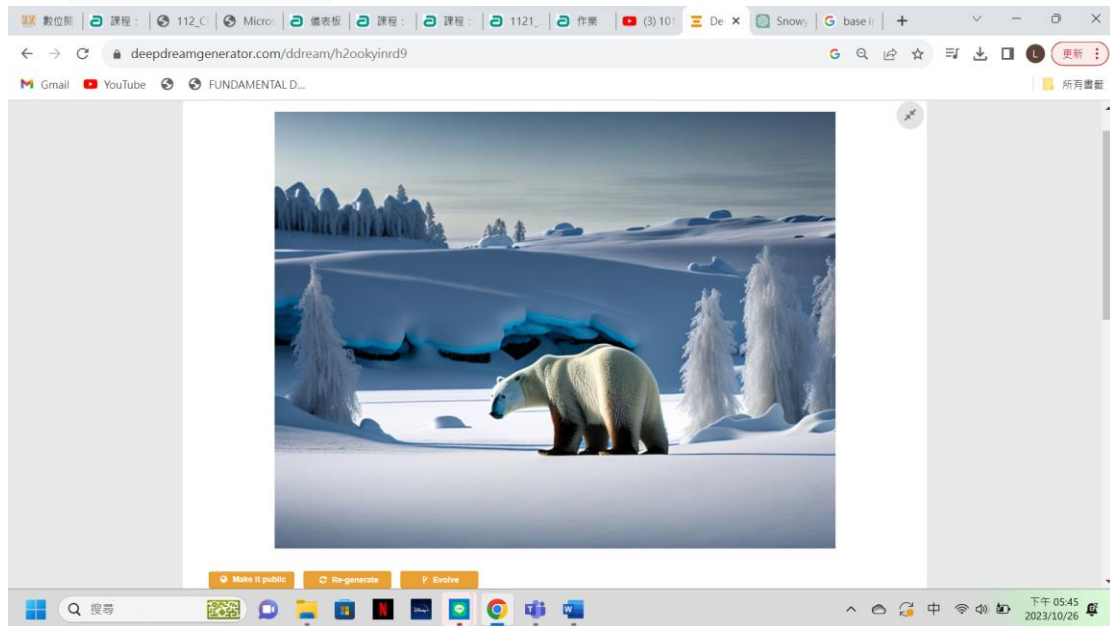 數位
課程:
112_C
Micro
儀表板
課程:
課程:
1121_
作業
(3) 10
De
Snowy
base i
deepdreamgenerator.com/ddream/h2ookyinrd9
L
更新
Gmail
YouTube
FUNDAMENTAL D...
所有書籤
Make it public
Re-generate
Evolve
搜尋
中
下午 05:45
2023/10/26